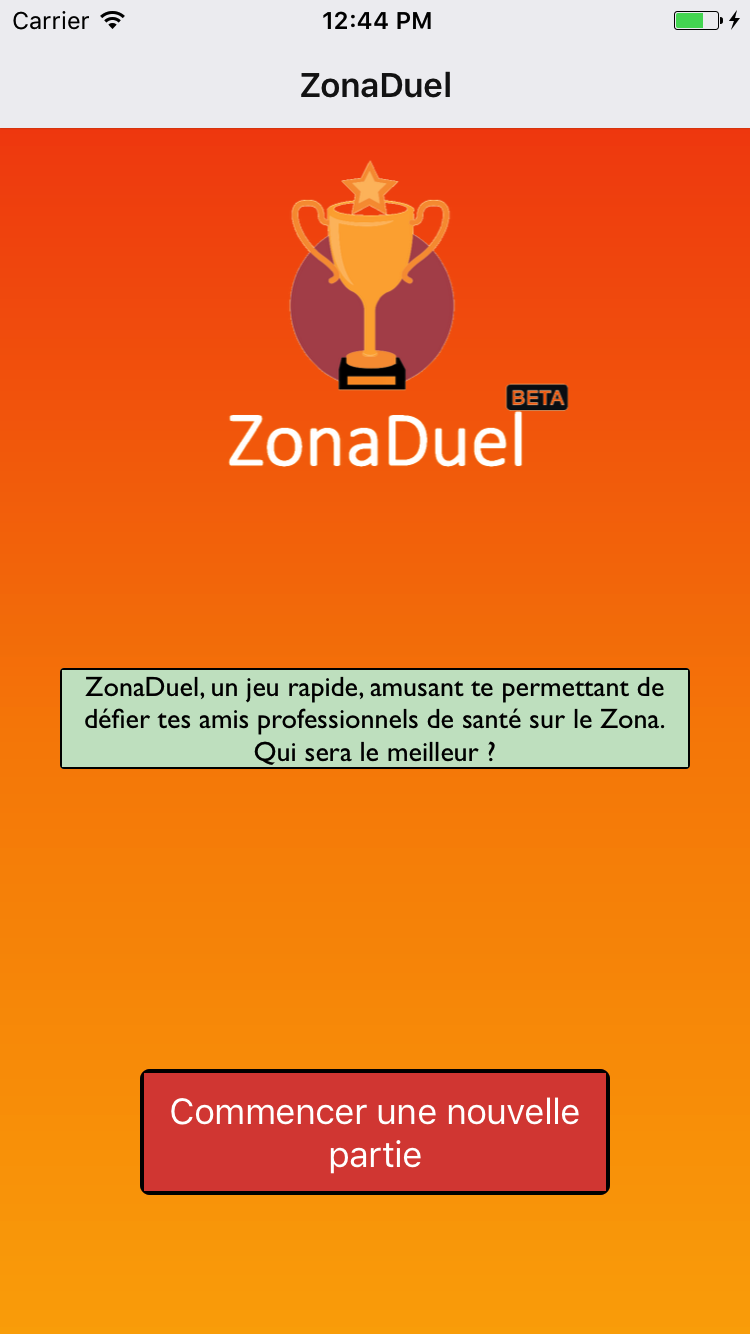 Carrier 12:44 PM
ZonaDuel
BETA
ZonaDuel
ZonaDuel, un jeu rapide, amusant te permettant de
défier tes amis professionnels de santé sur le Zona.
Qui sera le meilleur ?
Commencer une nouvelle
partie